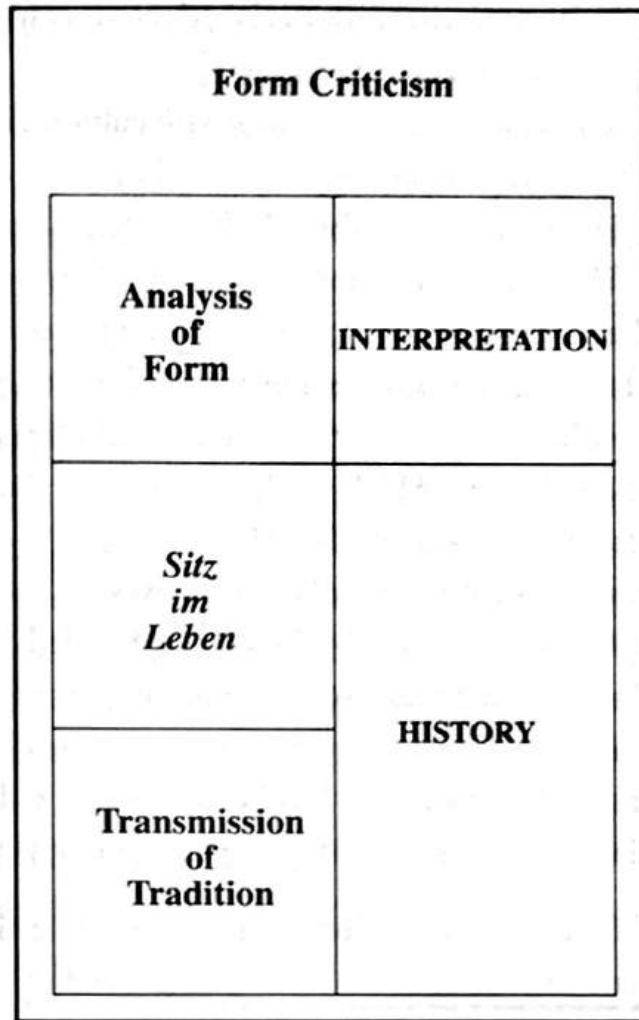 Form Criticism
Analysis
of
Form
INTERPRETATION
Sitz
im
Leben
HISTORY
Transmission
of
Tradition